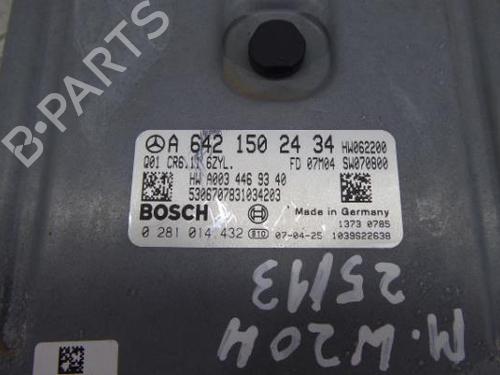 A 642 150 24 34 HW062200
Q01 CR6.11 6ZYL. FD 07M04 SW070800
HW A003 446 93 40
5306707831034203
BOSCH Made in Germany
1373 0785
0 281 014 432 e10 07-04-25 1039S22638
25/13
M.W204
B-PARTS